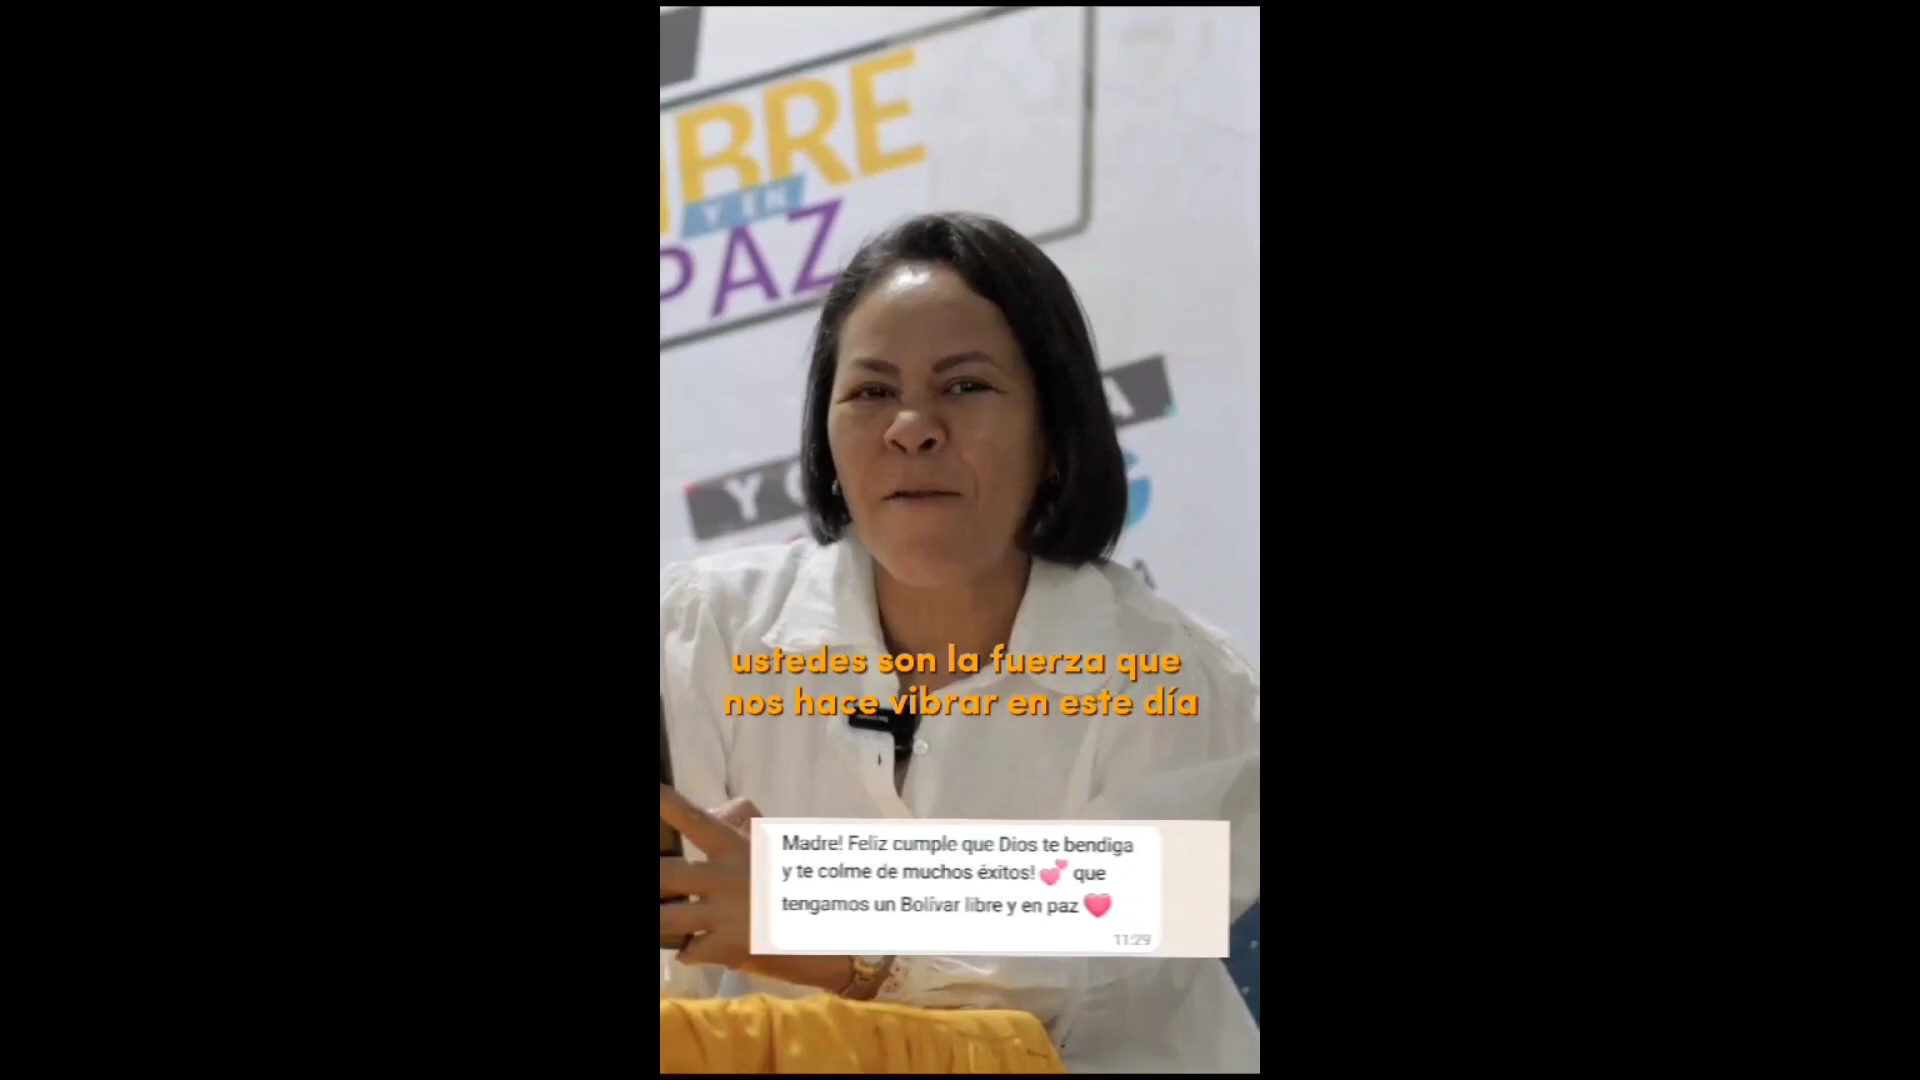 BRE
Y EN
PAZ
Y
A
ustedes son la fuerza que
nos hace vibrar en este día
Madre! Feliz cumple que Dios te bendiga
y te colme de muchos éxitos! 💕 que
tengamos un Bolívar libre y en paz ❤️
11:29